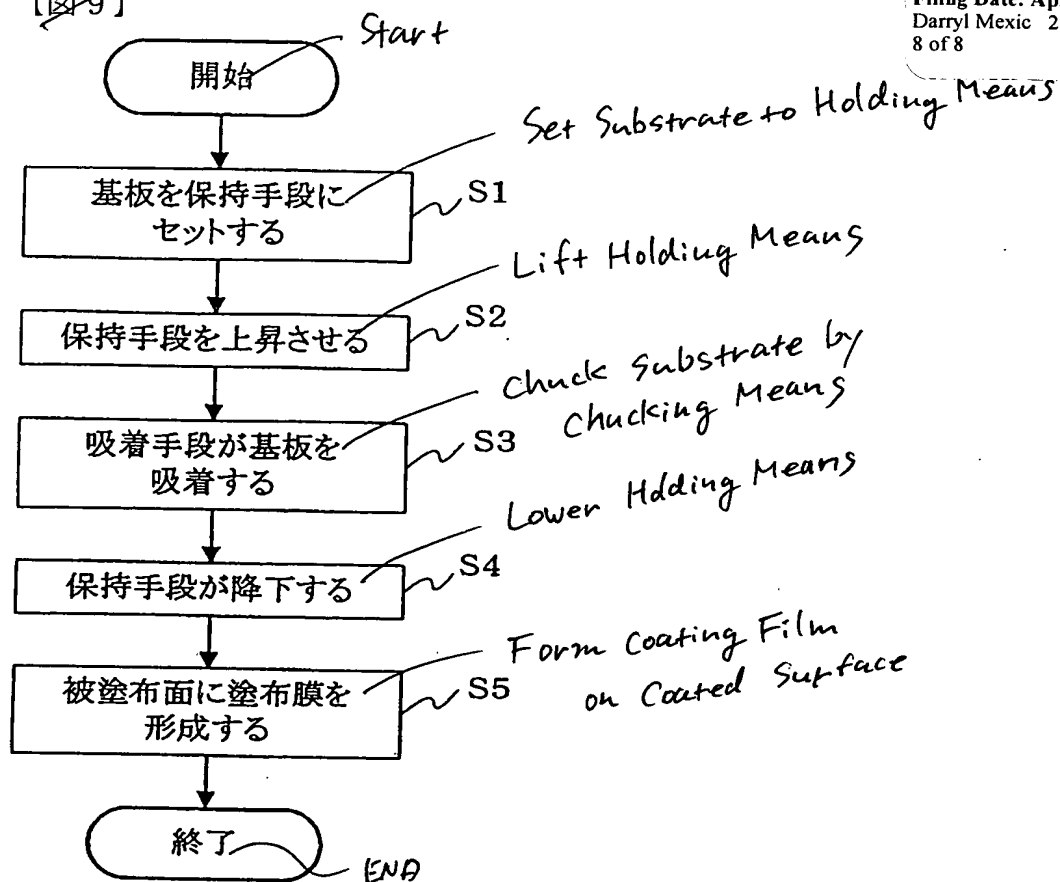 【図9】
Filing Date: Ap
Darryl Mexic 2
8 of 8
Start
開始
Set Substrate to Holding Means
基板を保持手段に
セットする
S1
Lift Holding Means
保持手段を上昇させる
S2
Chuck Substrate by
Chucking Means
吸着手段が基板を
吸着する
S3
Lower Holding Means
保持手段が降下する
S4
Form Coating Film
on Coated Surface
被塗布面に塗布膜を
形成する
S5
終了
END